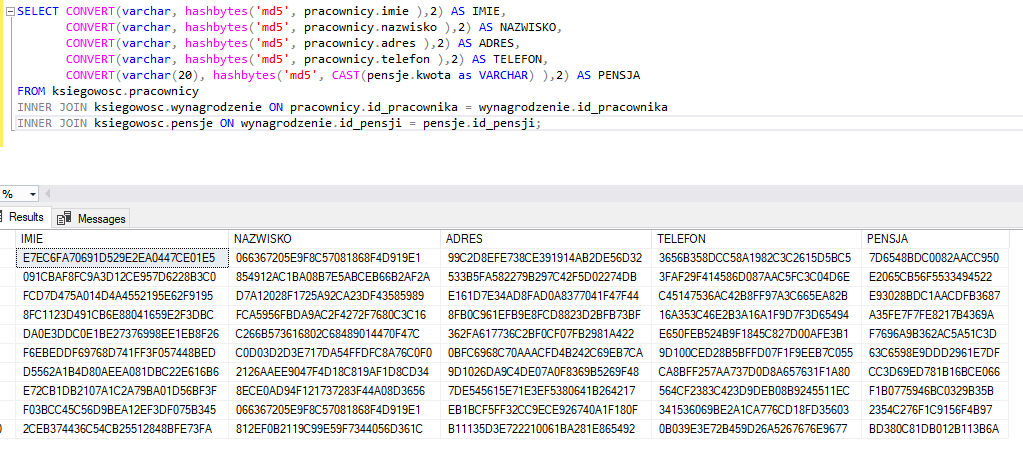 SELECT CONVERT(varchar, hashbytes('md5', pracownicy.imie ),2) AS IMIE,
CONVERT(varchar, hashbytes('md5', pracownicy.nazwisko ),2) AS NAZWISKO,
CONVERT(varchar, hashbytes('md5', pracownicy.adres ),2) AS ADRES,
CONVERT(varchar, hashbytes('md5', pracownicy.telefon ),2) AS TELEFON,
CONVERT(varchar(20), hashbytes('md5', CAST(pensje.kwota as VARCHAR) ),2) AS PENSJA
FROM ksiegowosc.pracownicy
INNER JOIN ksiegowosc.wynagrodzenie ON pracownicy.id_pracownika = wynagrodzenie.id_pracownika
INNER JOIN ksiegowosc.pensje ON wynagrodzenie.id_pensji = pensje.id_pensji;
%
Results Messages
IMIE NAZWISKO ADRES TELEFON PENSJA
E7EC6FA70691D529E2EA0447CE01E5 066367205E9F8C57081868F4D919E1 99C2D8EFE738CE391914AB2DE56D32 3656B358DCC58A1982C3C2615D5BC5 7D6548BDC0082AACC950
091CBAF8FC9A3D12CE957D6228B3C0 854912AC1BA08B7E5ABCEB66B2AF2A 533B5FA582279B297C42F5D02274DB 3FAF29F414586D087AAC5FC3C04D6E E2065CB56F5533494522
FCD7D475A014D4A4552195E62F9195 D7A12028F1725A92CA23DF43585989 E161D7E34AD8FAD0A8377041F47F44 C45147536AC42B8FF97A3C665EA82B E93028BDC1AACDFB3687
8FC1123D491CB6E88041659E2F3DBC FCA5956FBDA9AC2F4272F7680C3C16 8FB0C961EFB9E8FCD8823D2BFB73BF 16A353C46E2B3A16A1F9D7F3D65494 A35FE7F7FE8217B4369A
DA0E3DDC0E1BE27376998EE1EB8F26 C266B573616802C68489014470F47C 362FA617736C2BF0CF07FB2981A422 E650FEB524B9F1845C827D00AFE3B1 F7696A9B362AC5A51C3D
F6EBEDDF69768D741FF3F057448BED C0D03D2D3E717DA54FFDFC8A76C0F0 0BFC6968C70AAACFD4B242C69EB7CA 9D100CED28B5BFFD07F1F9EEB7C055 63C6598E9DDD2961E7DF
D5562A1B4D80AEEA081DBC22E616B6 2126AAEE9047F4D18C819AF1D8CD34 9D1026DA9C4DE07A0F8369B5269F48 CA8BFF257AA737D0D8A657631F1A80 CC3D69ED781B16BCE066
E72CB1DB2107A1C2A79BA01D56BF3F 8ECE0AD94F121737283F44A08D3656 7DE545615E71E3EF5380641B264217 564CF2383C423D9DEB08B9245511EC F1B0775946BC0329B35B
F03BCC45C56D9BEA12EF3DF075B345 066367205E9F8C57081868F4D919E1 EB1BCF5FF32CC9ECE926740A1F180F 341536069BE2A1CA776CD18FD35603 2354C276F1C9156F4B97
2CEB374436C54CB25512848BFE73FA 812EF0B2119C99E59F7344056D361C B11135D3E722210061BA281E865492 0B039E3E72B459D26A5267676E9677 BD380C81DB012B113B6A